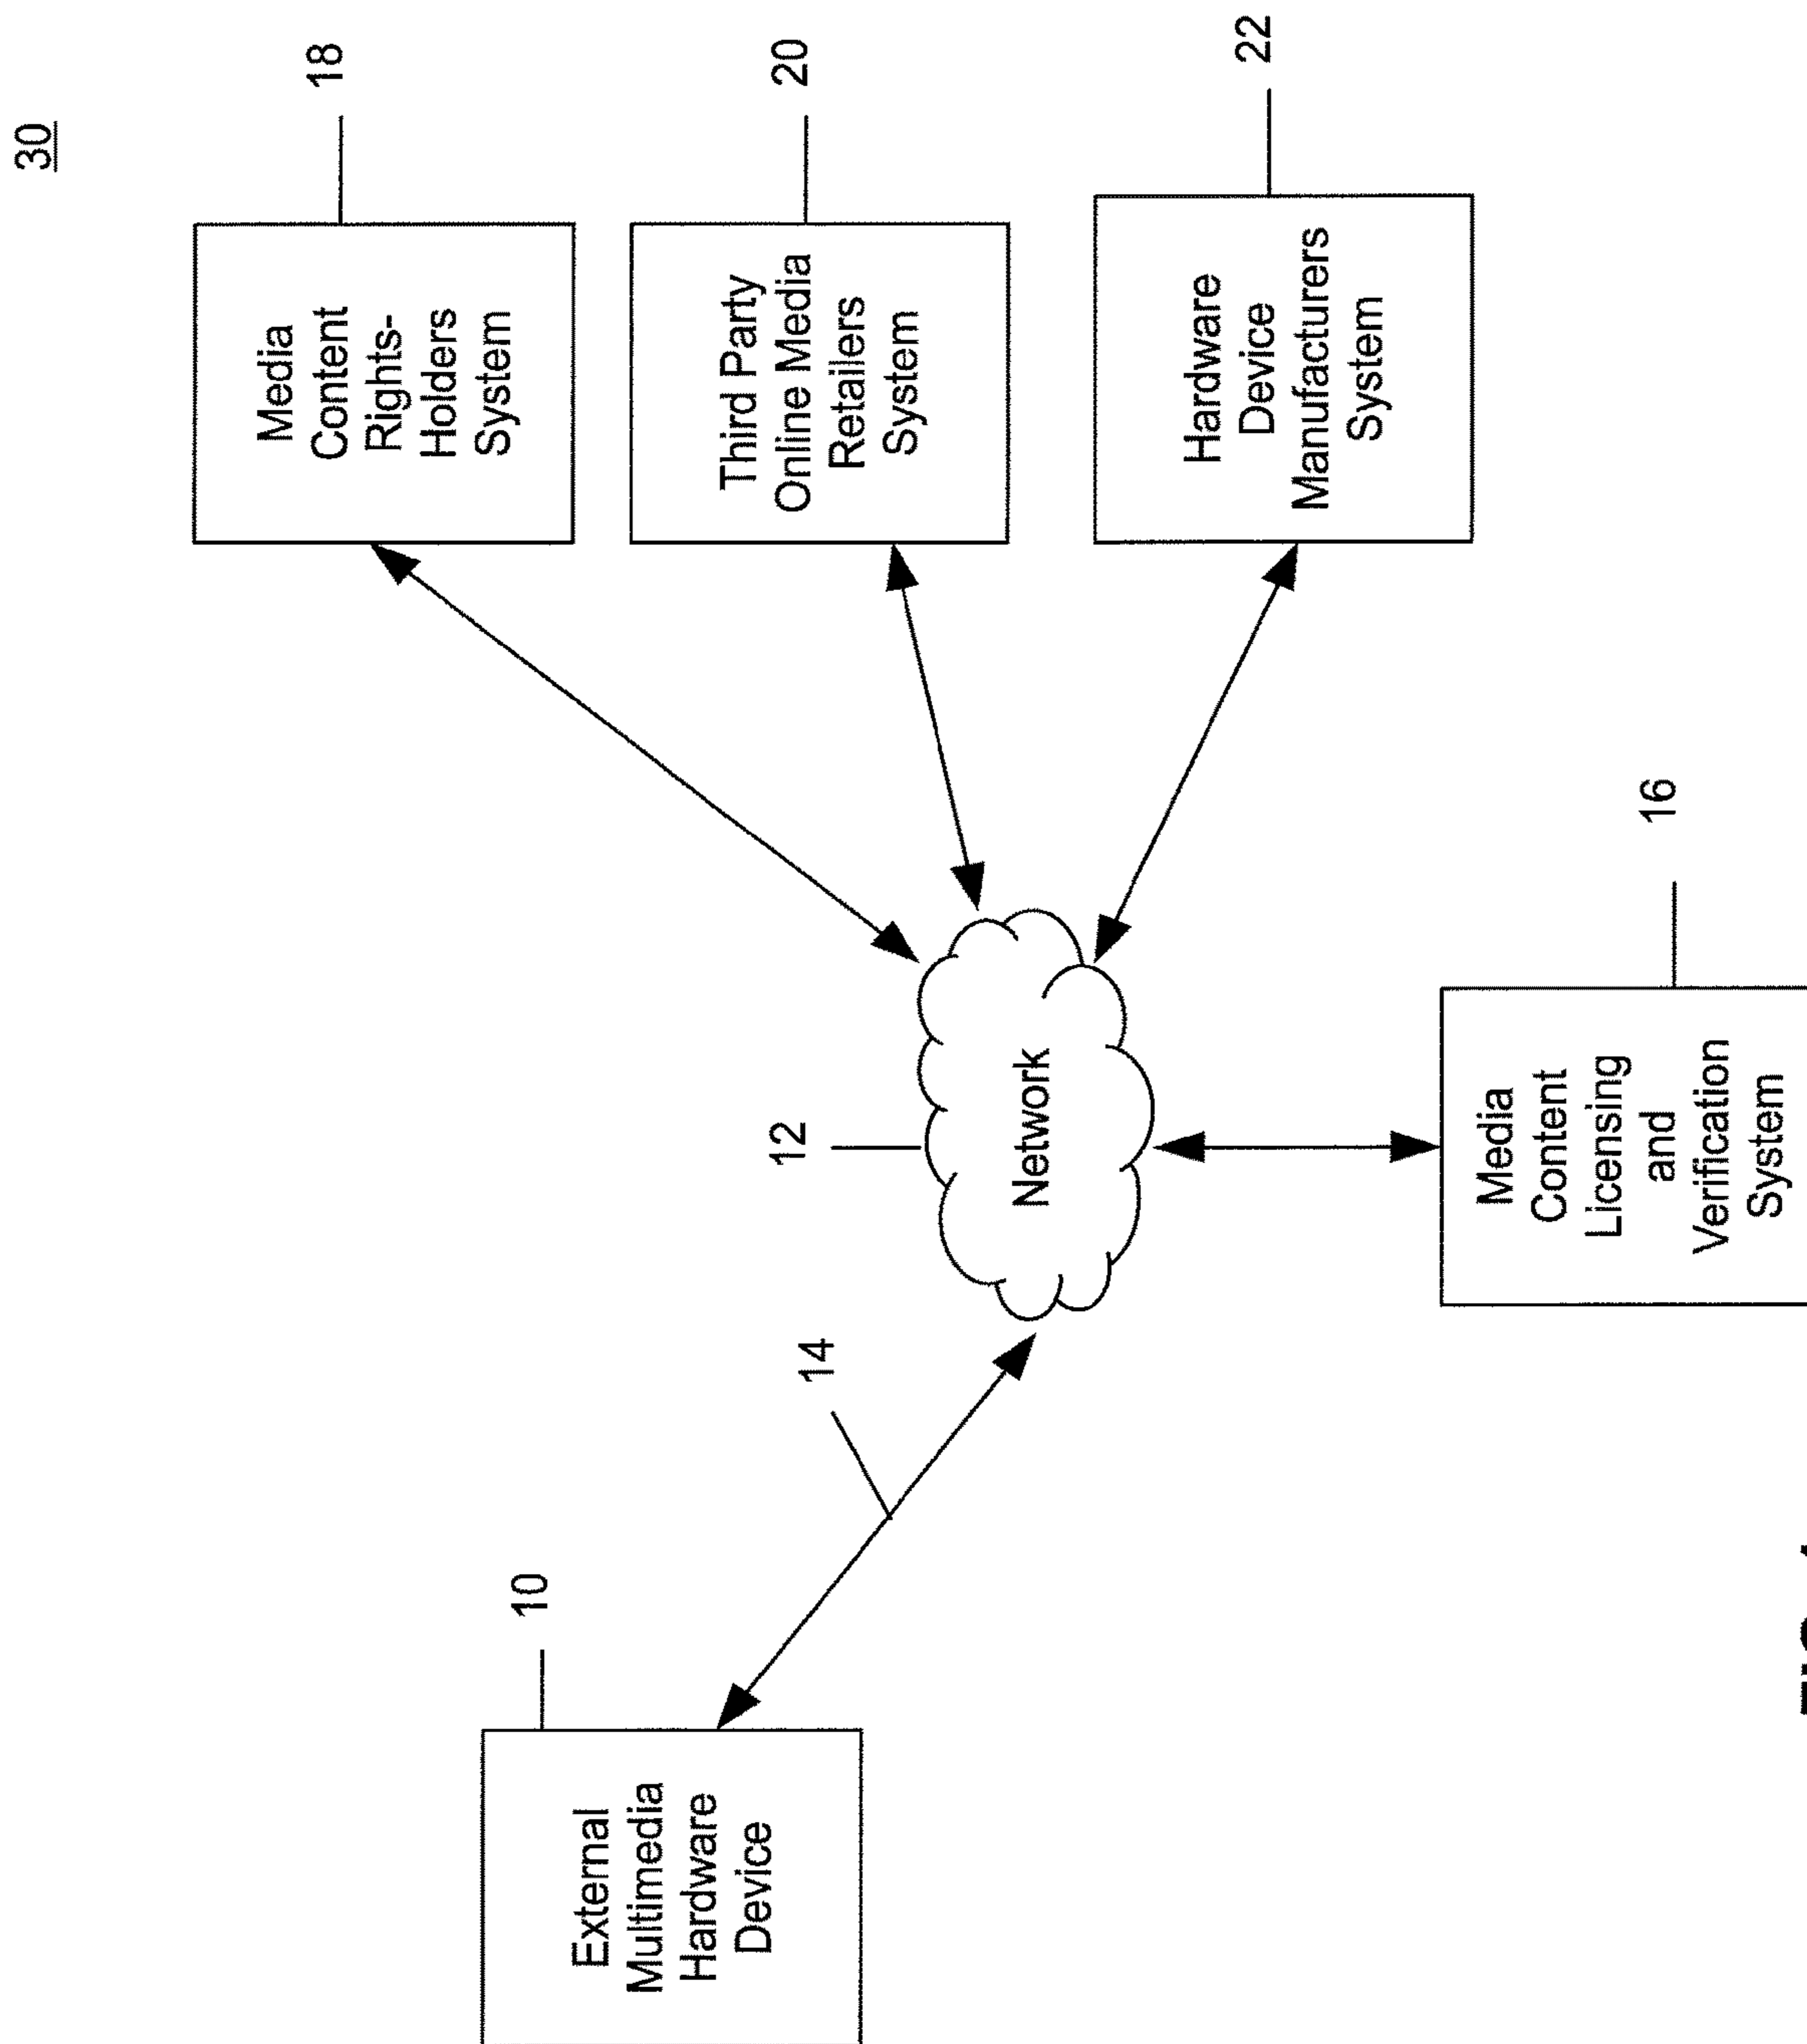 30
Media
Content
Rights-
Holders
System
18
Third Party
Online Media
Retailers
System
20
Hardware
Device
Manufacturers
System
22
12
Network
14
10
External
Multimedia
Hardware
Device
Media
Content
Licensing
and
Verification
System
16